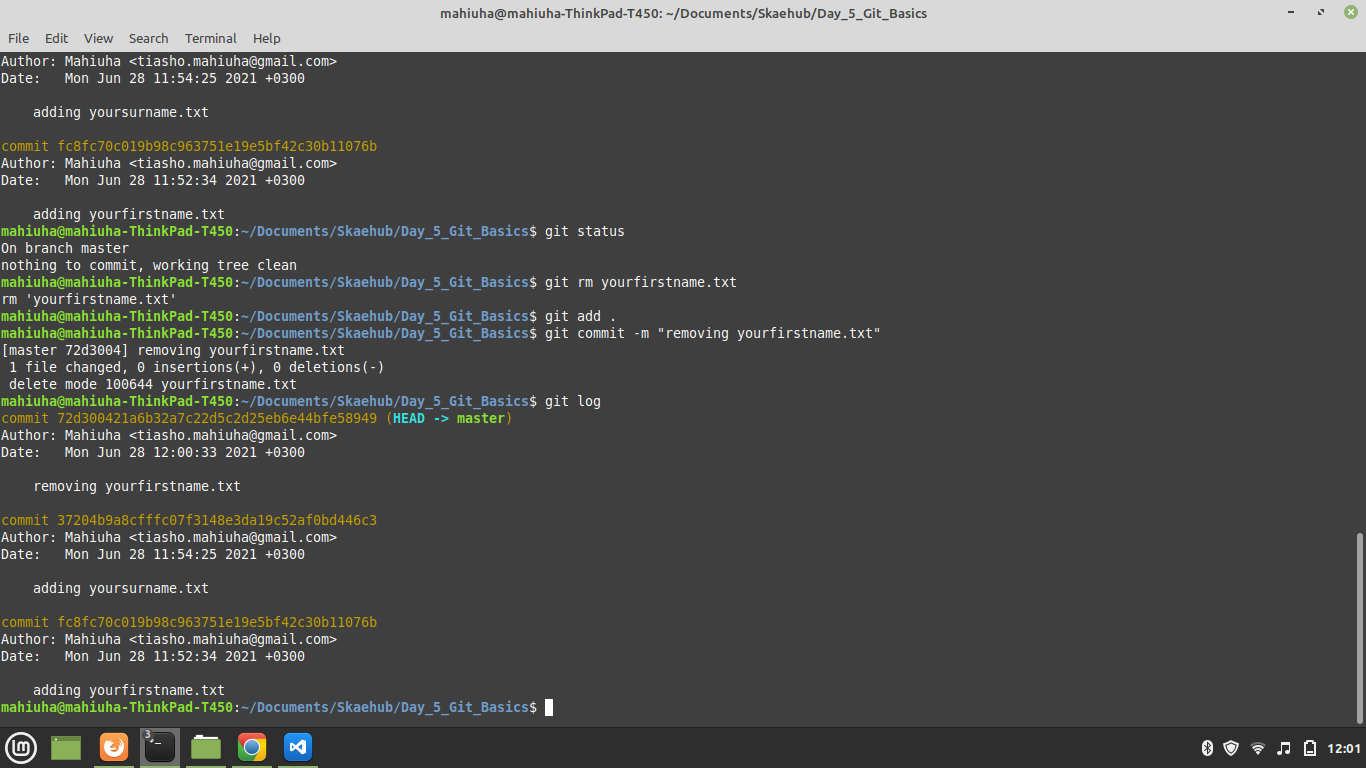 mahiuha@mahiuha-ThinkPad-T450: ~/Documents/Skaehub/Day_5_Git_Basics
File Edit View Search Terminal Help
Author: Mahiuha <tiasho.mahiuha@gmail.com>
Date:   Mon Jun 28 11:54:25 2021 +0300
    adding yoursurname.txt
commit fc8fc70c019b98c963751e19e5bf42c30b11076b
Author: Mahiuha <tiasho.mahiuha@gmail.com>
Date:   Mon Jun 28 11:52:34 2021 +0300
    adding yourfirstname.txt
mahiuha@mahiuha-ThinkPad-T450:~/Documents/Skaehub/Day_5_Git_Basics$ git status
On branch master
nothing to commit, working tree clean
mahiuha@mahiuha-ThinkPad-T450:~/Documents/Skaehub/Day_5_Git_Basics$ git rm yourfirstname.txt
rm 'yourfirstname.txt'
mahiuha@mahiuha-ThinkPad-T450:~/Documents/Skaehub/Day_5_Git_Basics$ git add .
mahiuha@mahiuha-ThinkPad-T450:~/Documents/Skaehub/Day_5_Git_Basics$ git commit -m "removing yourfirstname.txt"
[master 72d3004] removing yourfirstname.txt
 1 file changed, 0 insertions(+), 0 deletions(-)
 delete mode 100644 yourfirstname.txt
mahiuha@mahiuha-ThinkPad-T450:~/Documents/Skaehub/Day_5_Git_Basics$ git log
commit 72d300421a6b32a7c22d5c2d25eb6e44bfe58949 (HEAD -> master)
Author: Mahiuha <tiasho.mahiuha@gmail.com>
Date:   Mon Jun 28 12:00:33 2021 +0300
    removing yourfirstname.txt
commit 37204b9a8cfffc07f3148e3da19c52af0bd446c3
Author: Mahiuha <tiasho.mahiuha@gmail.com>
Date:   Mon Jun 28 11:54:25 2021 +0300
    adding yoursurname.txt
commit fc8fc70c019b98c963751e19e5bf42c30b11076b
Author: Mahiuha <tiasho.mahiuha@gmail.com>
Date:   Mon Jun 28 11:52:34 2021 +0300
    adding yourfirstname.txt
mahiuha@mahiuha-ThinkPad-T450:~/Documents/Skaehub/Day_5_Git_Basics$
3
12:01